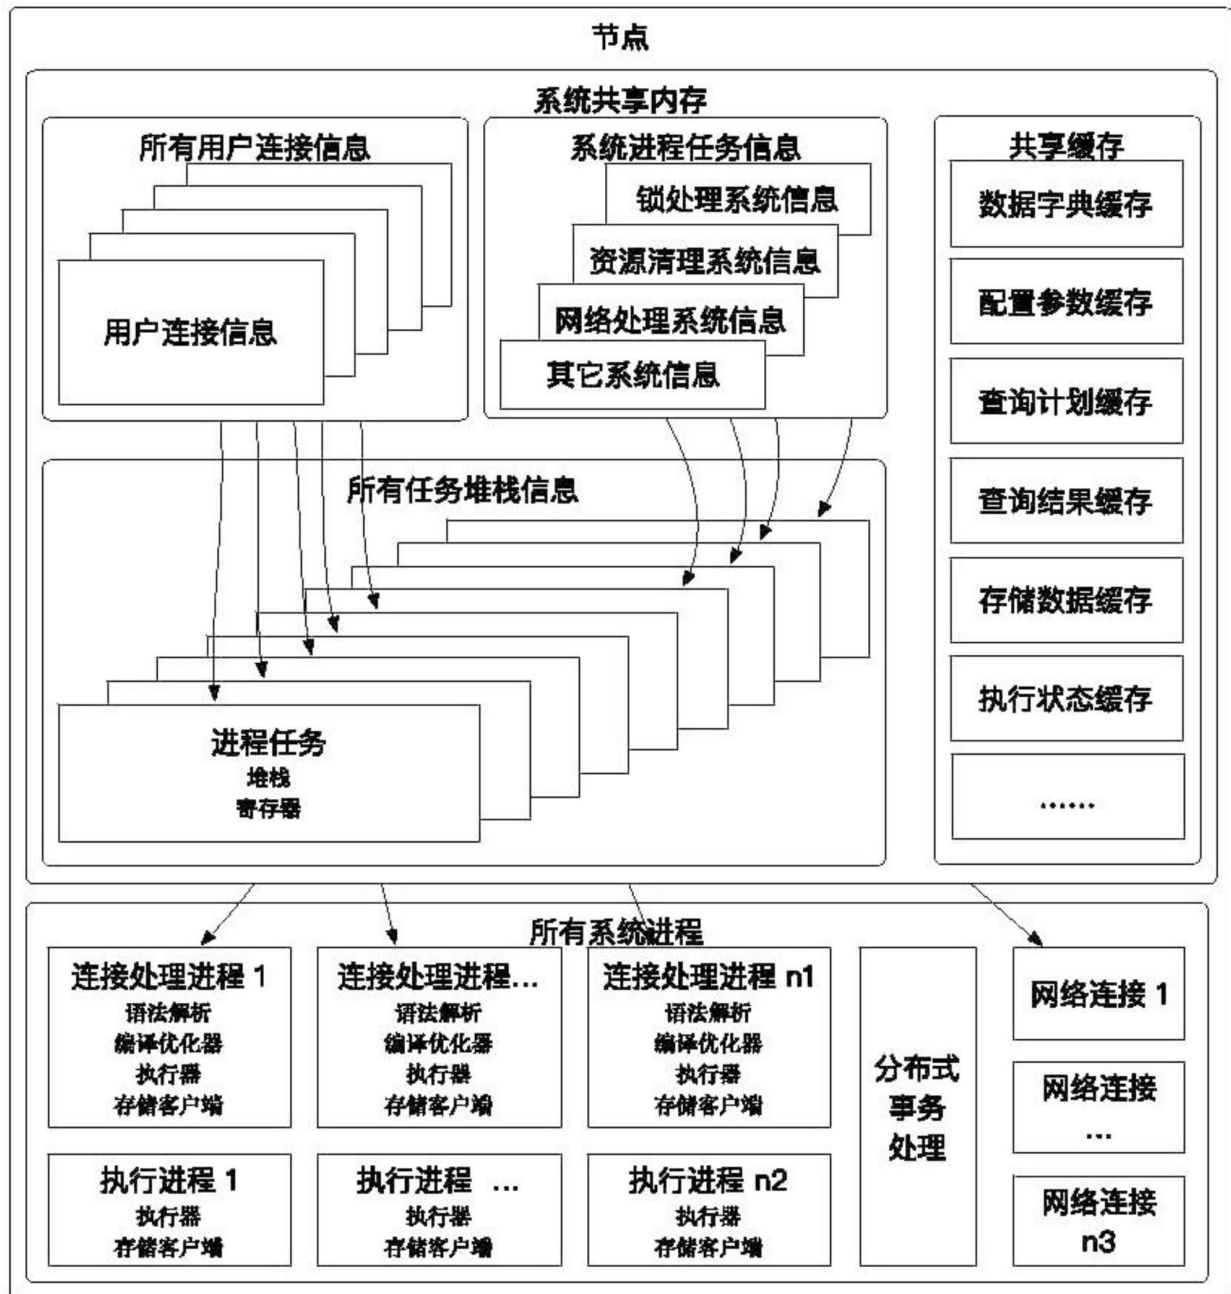 节点
系统共享内存
所有用户连接信息
用户连接信息
系统进程任务信息
锁处理系统信息
资源清理系统信息
网络处理系统信息
其它系统信息
共享缓存
数据字典缓存
配置参数缓存
查询计划缓存
查询结果缓存
存储数据缓存
执行状态缓存
......
所有任务堆栈信息
进程任务
堆栈
寄存器
所有系统进程
连接处理进程 1
语法解析
编译优化器
执行器
存储客户端
连接处理进程...
语法解析
编译优化器
执行器
存储客户端
连接处理进程 n1
语法解析
编译优化器
执行器
存储客户端
执行进程 1
执行器
存储客户端
执行进程 ...
执行器
存储客户端
执行进程 n2
执行器
存储客户端
分布式
事务
处理
网络连接 1
网络连接
...
网络连接
n3